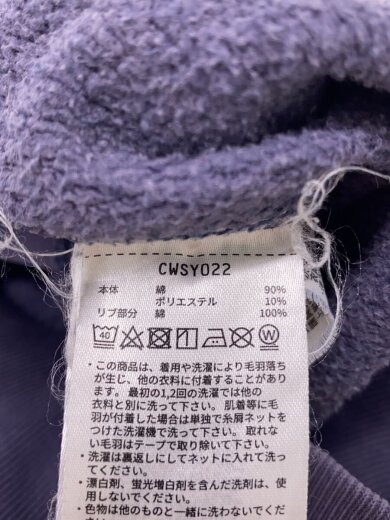 CWSY022
本体 綿 90%
ポリエステル 10%
リブ部分 綿 100%
40
W
・この商品は、着用や洗濯により毛羽落ち
が生じ、他の衣料に付着することがあり
ます。最初の1,2回の洗濯では他の
衣料と別に洗って下さい。肌着等に毛
羽が付着した場合は単独で糸屑ネットを
つけた洗濯機で洗って下さい。取れな
い毛羽はテープで取り除いて下さい。
・洗濯は裏返しにしてネットに入れて洗っ
てください。
・漂白剤、蛍光増白剤を含んだ洗剤は、使
用しないでください。
・色物は他のものと一緒に洗わないでくだ
さい。